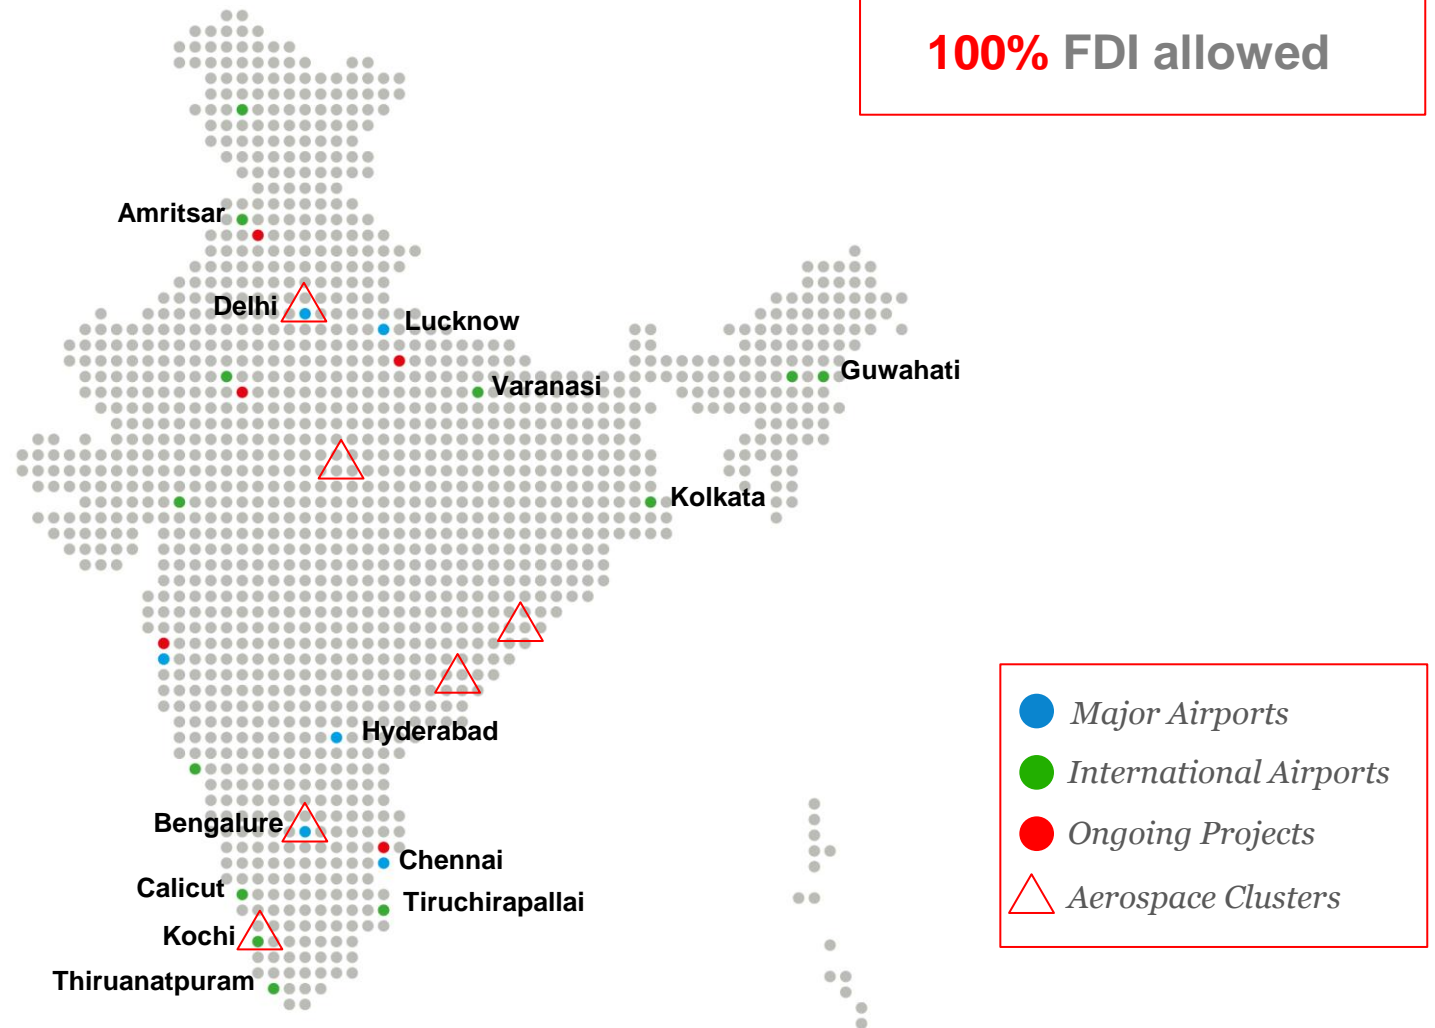 100% FDI allowed
Amritsar
Delhi
Lucknow
Guwahati
Varanasi
Kolkata
Hyderabad
Bengalure
Chennai
Calicut
Tiruchirapallai
Kochi
Thiruanatpuram
Major Airports
International Airports
Ongoing Projects
Aerospace Clusters